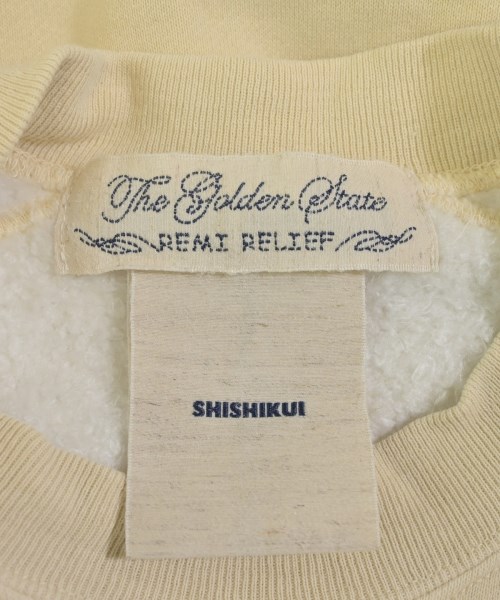 The Golden State
REMI RELIEF
SHISHIKUI